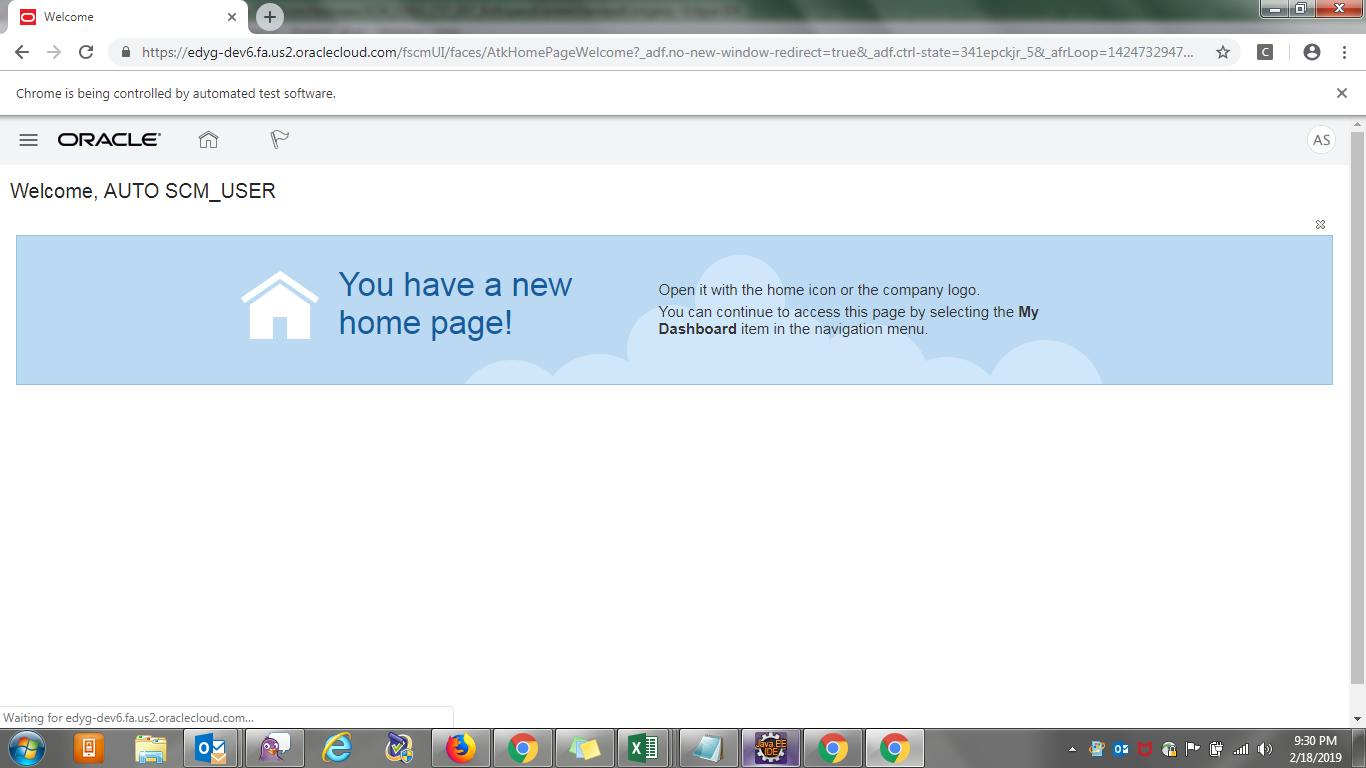 Welcome
https://edyg-dev6.fa.us2.oraclecloud.com/fscmUI/faces/AtkHomePageWelcome?_adf.no-new-window-redirect=true&_adf.ctrl-state=341epckjr_5&_afrLoop=1424732947...
C
Chrome is being controlled by automated test software.
ORACLE
AS
Welcome, AUTO SCM_USER
You have a new
home page!
Open it with the home icon or the company logo.
You can continue to access this page by selecting the My
Dashboard item in the navigation menu.
Waiting for edyg-dev6.fa.us2.oraclecloud.com...
Java EE
IDE
9:30 PM
2/18/2019